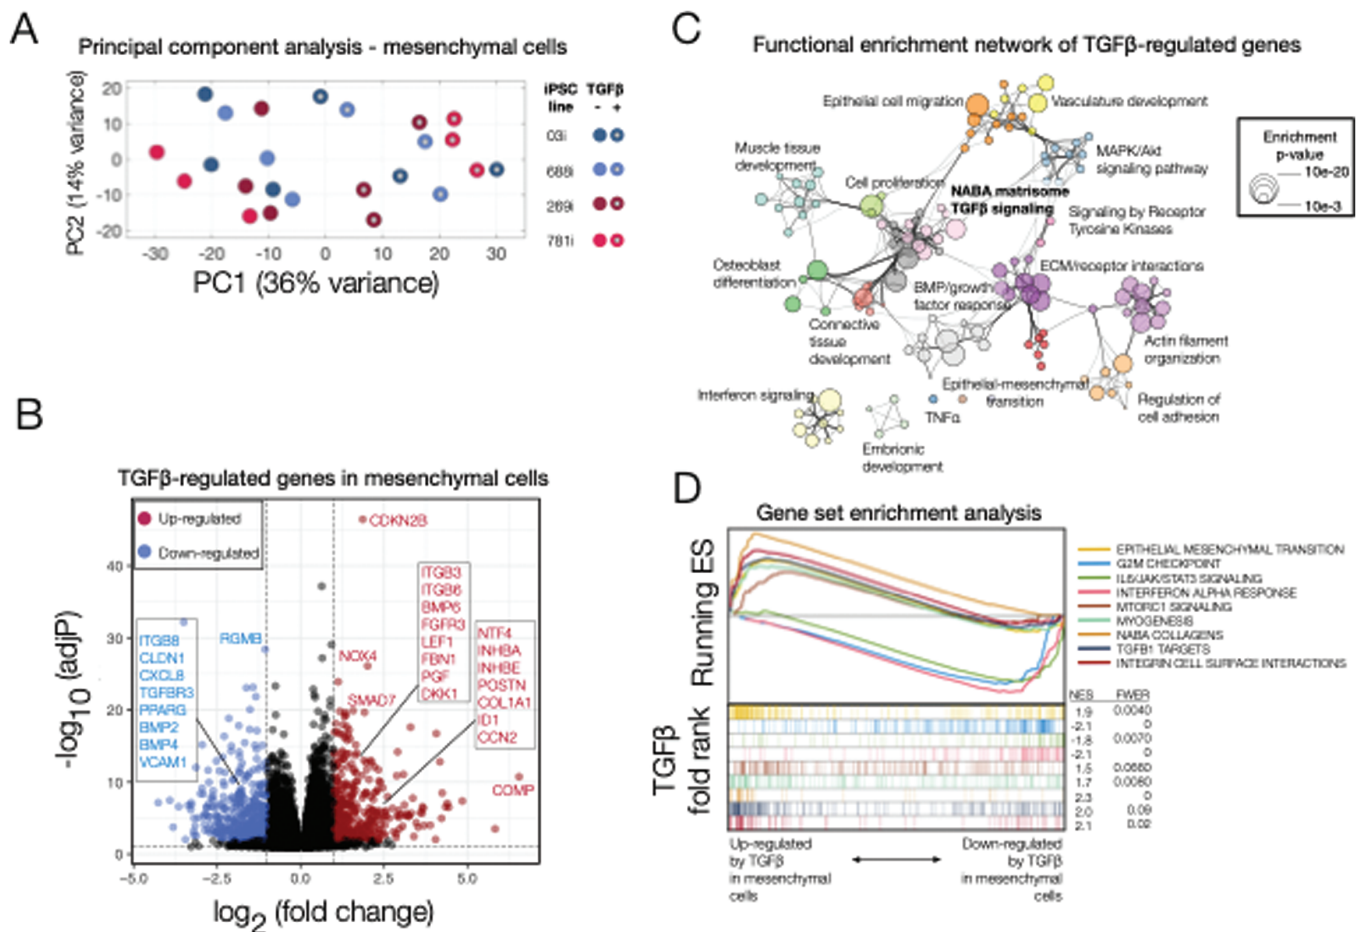 A
Principal component analysis - mesenchymal cells
PC2 (14% variance)
20
10
0
-10
-20
-30
-20
-10
0
10
20
30
PC1 (36% variance)
iPSC TGFβ
line - +
03i
688i
269i
781i
B
TGFβ-regulated genes in mesenchymal cells
Up-regulated
Down-regulated
-log10 (adjP)
40
30
20
10
0
-5.0
-2.5
0.0
2.5
5.0
log2 (fold change)
CDKN2B
ITGB8
CLDN1
CXCL8
TGFBR3
PPARG
BMP2
BMP4
VCAM1
RGMB
NOX4
SMAD7
ITGB3
ITGB6
BMP6
FGFR3
LEF1
FBN1
PGF
DKK1
NTF4
INHBA
INHBE
POSTN
COL1A1
ID1
CCN2
COMP
C
Functional enrichment network of TGFβ-regulated genes
Epithelial cell migration
Vasculature development
Muscle tissue
development
MAPK/Akt
signaling pathway
Cell proliferation
NABA matrisome
TGFβ signaling
Signaling by Receptor
Tyrosine Kinases
Osteoblast
differentiation
ECM/receptor interactions
BMP/growth
factor response
Connective
tissue
development
Actin filament
organization
Interferon signaling
Epithelial-mesenchymal
transition
TNFα
Regulation of
cell adhesion
Embrionic
development
Enrichment
p-value
10e-20
10e-3
D
Gene set enrichment analysis
Running ES
EPITHELIAL MESENCHYMAL TRANSITION
G2M CHECKPOINT
IL6/JAK/STAT3 SIGNALING
INTERFERON ALPHA RESPONSE
MTORC1 SIGNALING
MYOGENESIS
NABA COLLAGENS
TGFB1 TARGETS
INTEGRIN CELL SURFACE INTERACTIONS
TGFβ
fold rank
NES FWER
1.9 0.0040
-2.1 0
-1.8 0.0070
-2.1 0
1.5 0.0660
1.7 0.0080
2.3 0
2.0 0.09
2.1 0.02
Up-regulated
by TGFβ
in mesenchymal
cells
Down-regulated
by TGFβ
in mesenchymal
cells